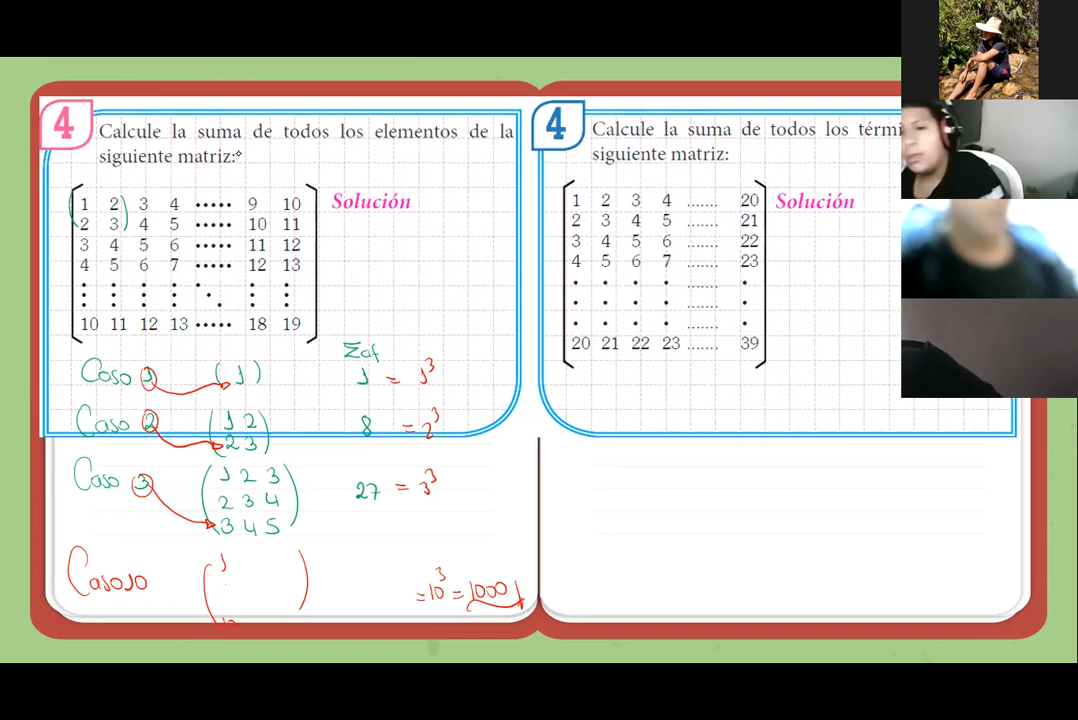 4
Calcule la suma de todos los elementos de la
siguiente matriz:
1 2 3 4 ..... 9 10
2 3 4 5 ..... 10 11
3 4 5 6 ..... 11 12
4 5 6 7 ..... 12 13
10 11 12 13 ..... 18 19
Solución
Σaf
Caso 1 (1) 1 = 1³
Caso 2 (1 2
2 3) 8 = 2³
Caso 3 (1 2 3
2 3 4
3 4 5) 27 = 3³
Caso 10 (1
10 ) = 10³ = 1000
4
Calcule la suma de todos los térmi
siguiente matriz:
1 2 3 4 ....... 20
2 3 4 5 ....... 21
3 4 5 6 ....... 22
4 5 6 7 ....... 23
. . . . ....... .
. . . . ....... .
. . . . ....... .
20 21 22 23 ....... 39
Solución